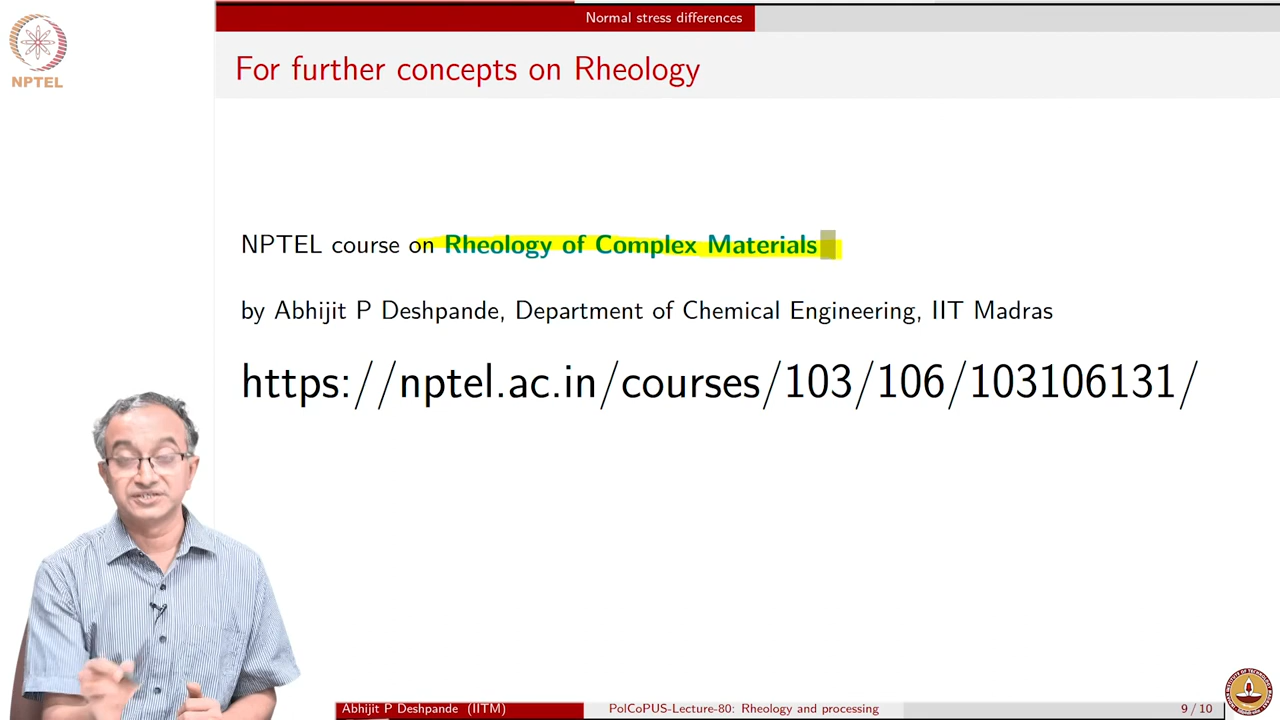 Normal stress differences
For further concepts on Rheology
NPTEL
NPTEL course on Rheology of Complex Materials
by Abhijit P Deshpande, Department of Chemical Engineering, IIT Madras
https://nptel.ac.in/courses/103/106/103106131/
Abhijit P Deshpande (IITM) PolCoPUS-Lecture-80: Rheology and processing 9 / 10